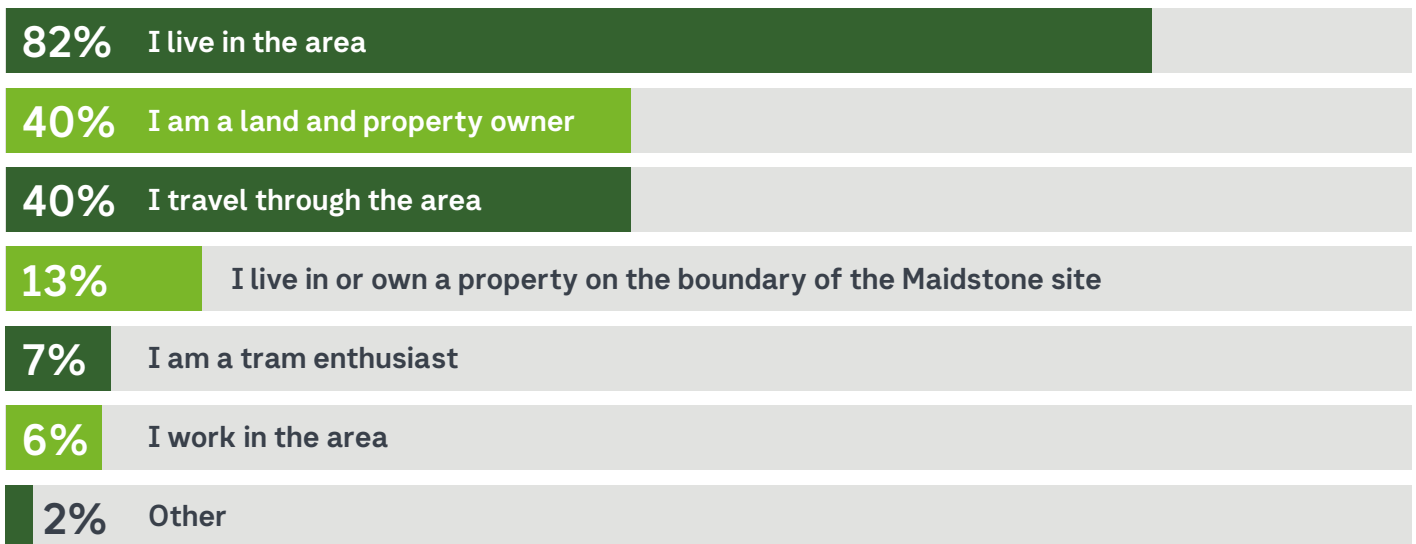 82% I live in the area
40% I am a land and property owner
40% I travel through the area
13% I live in or own a property on the boundary of the Maidstone site
7% I am a tram enthusiast
6% I work in the area
2% Other